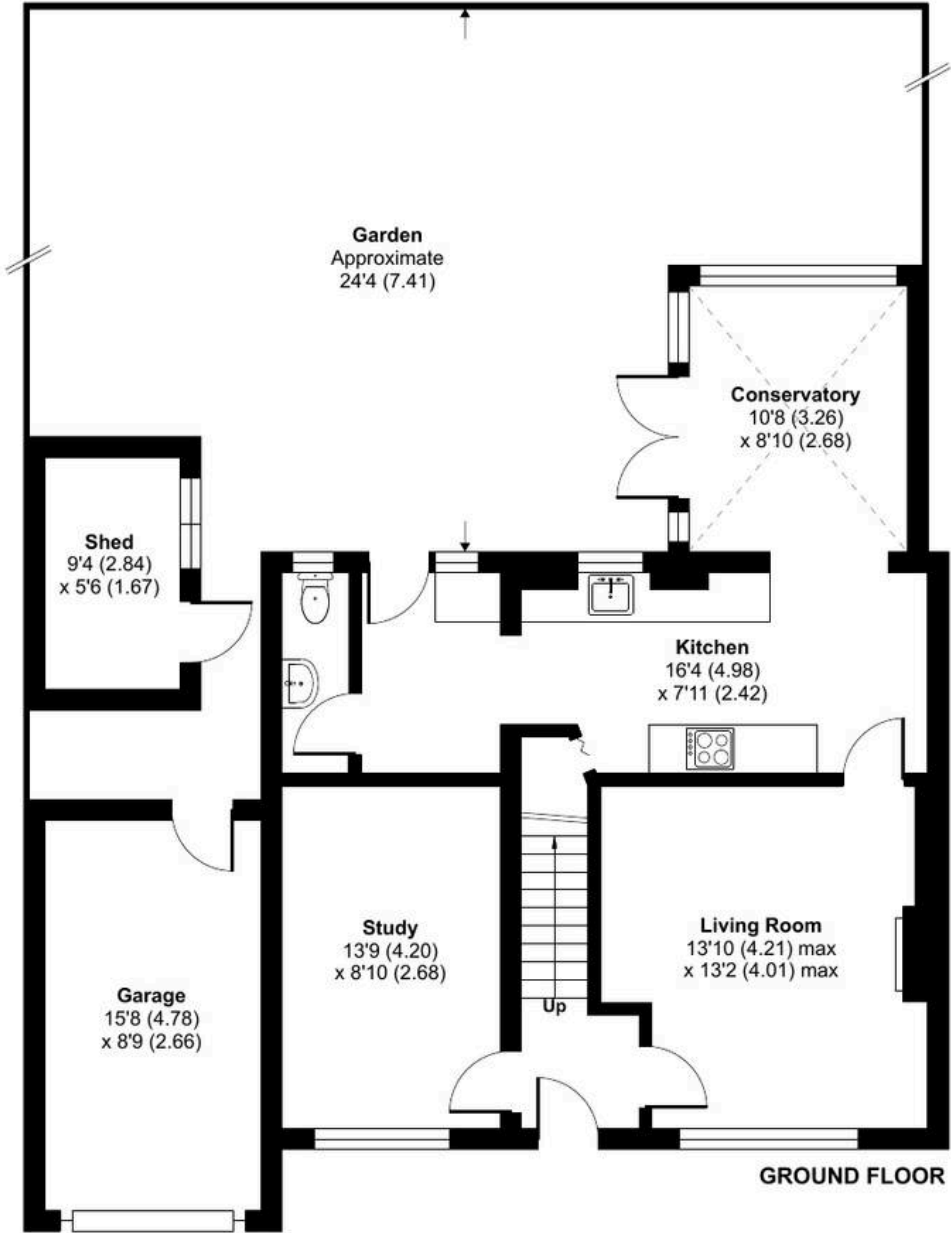 Garden
Approximate
24'4 (7.41)
Conservatory
10'8 (3.26)
x 8'10 (2.68)
Shed
9'4 (2.84)
x 5'6 (1.67)
Kitchen
16'4 (4.98)
x 7'11 (2.42)
Study
13'9 (4.20)
x 8'10 (2.68)
Living Room
13'10 (4.21) max
x 13'2 (4.01) max
Garage
15'8 (4.78)
x 8'9 (2.66)
Up
GROUND FLOOR